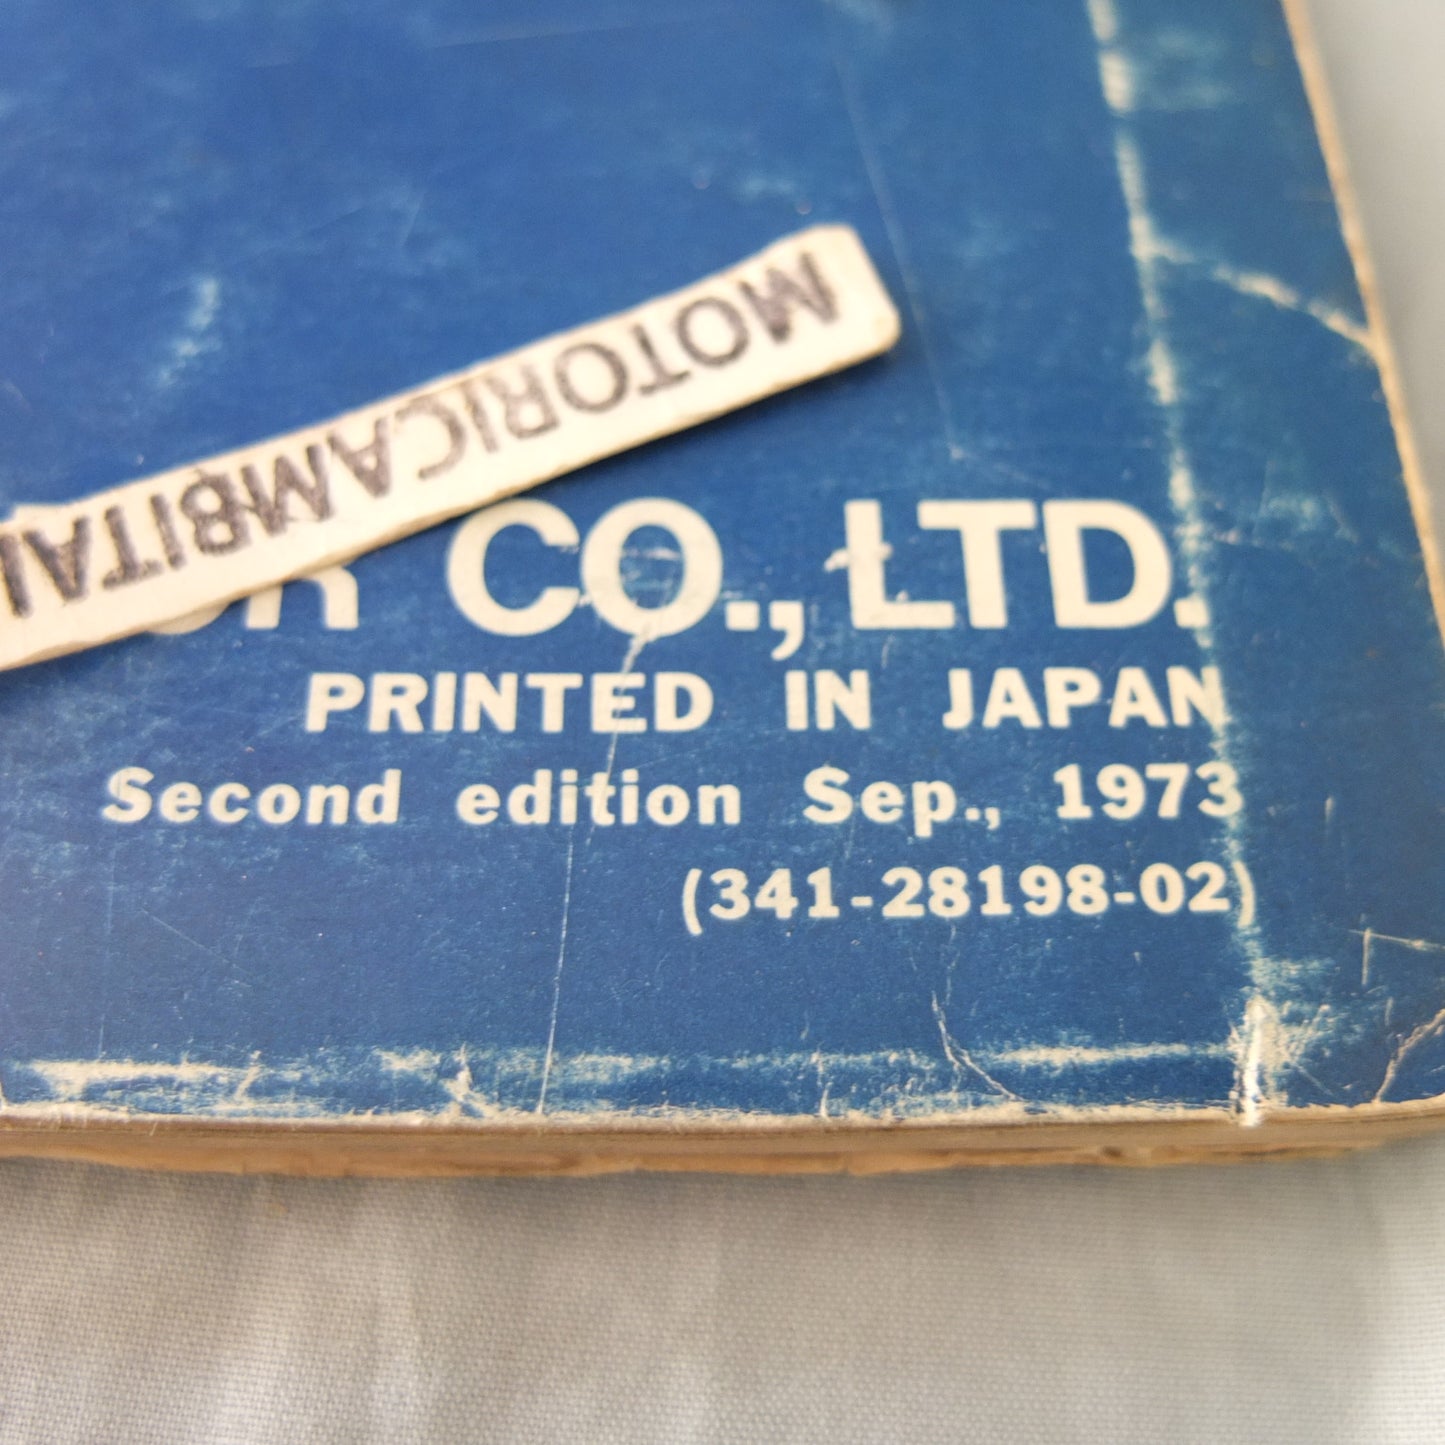 MOTORICAMBITAL
CO., LTD.
PRINTED IN JAPAN
Second edition Sep., 1973
(341-28198-02)